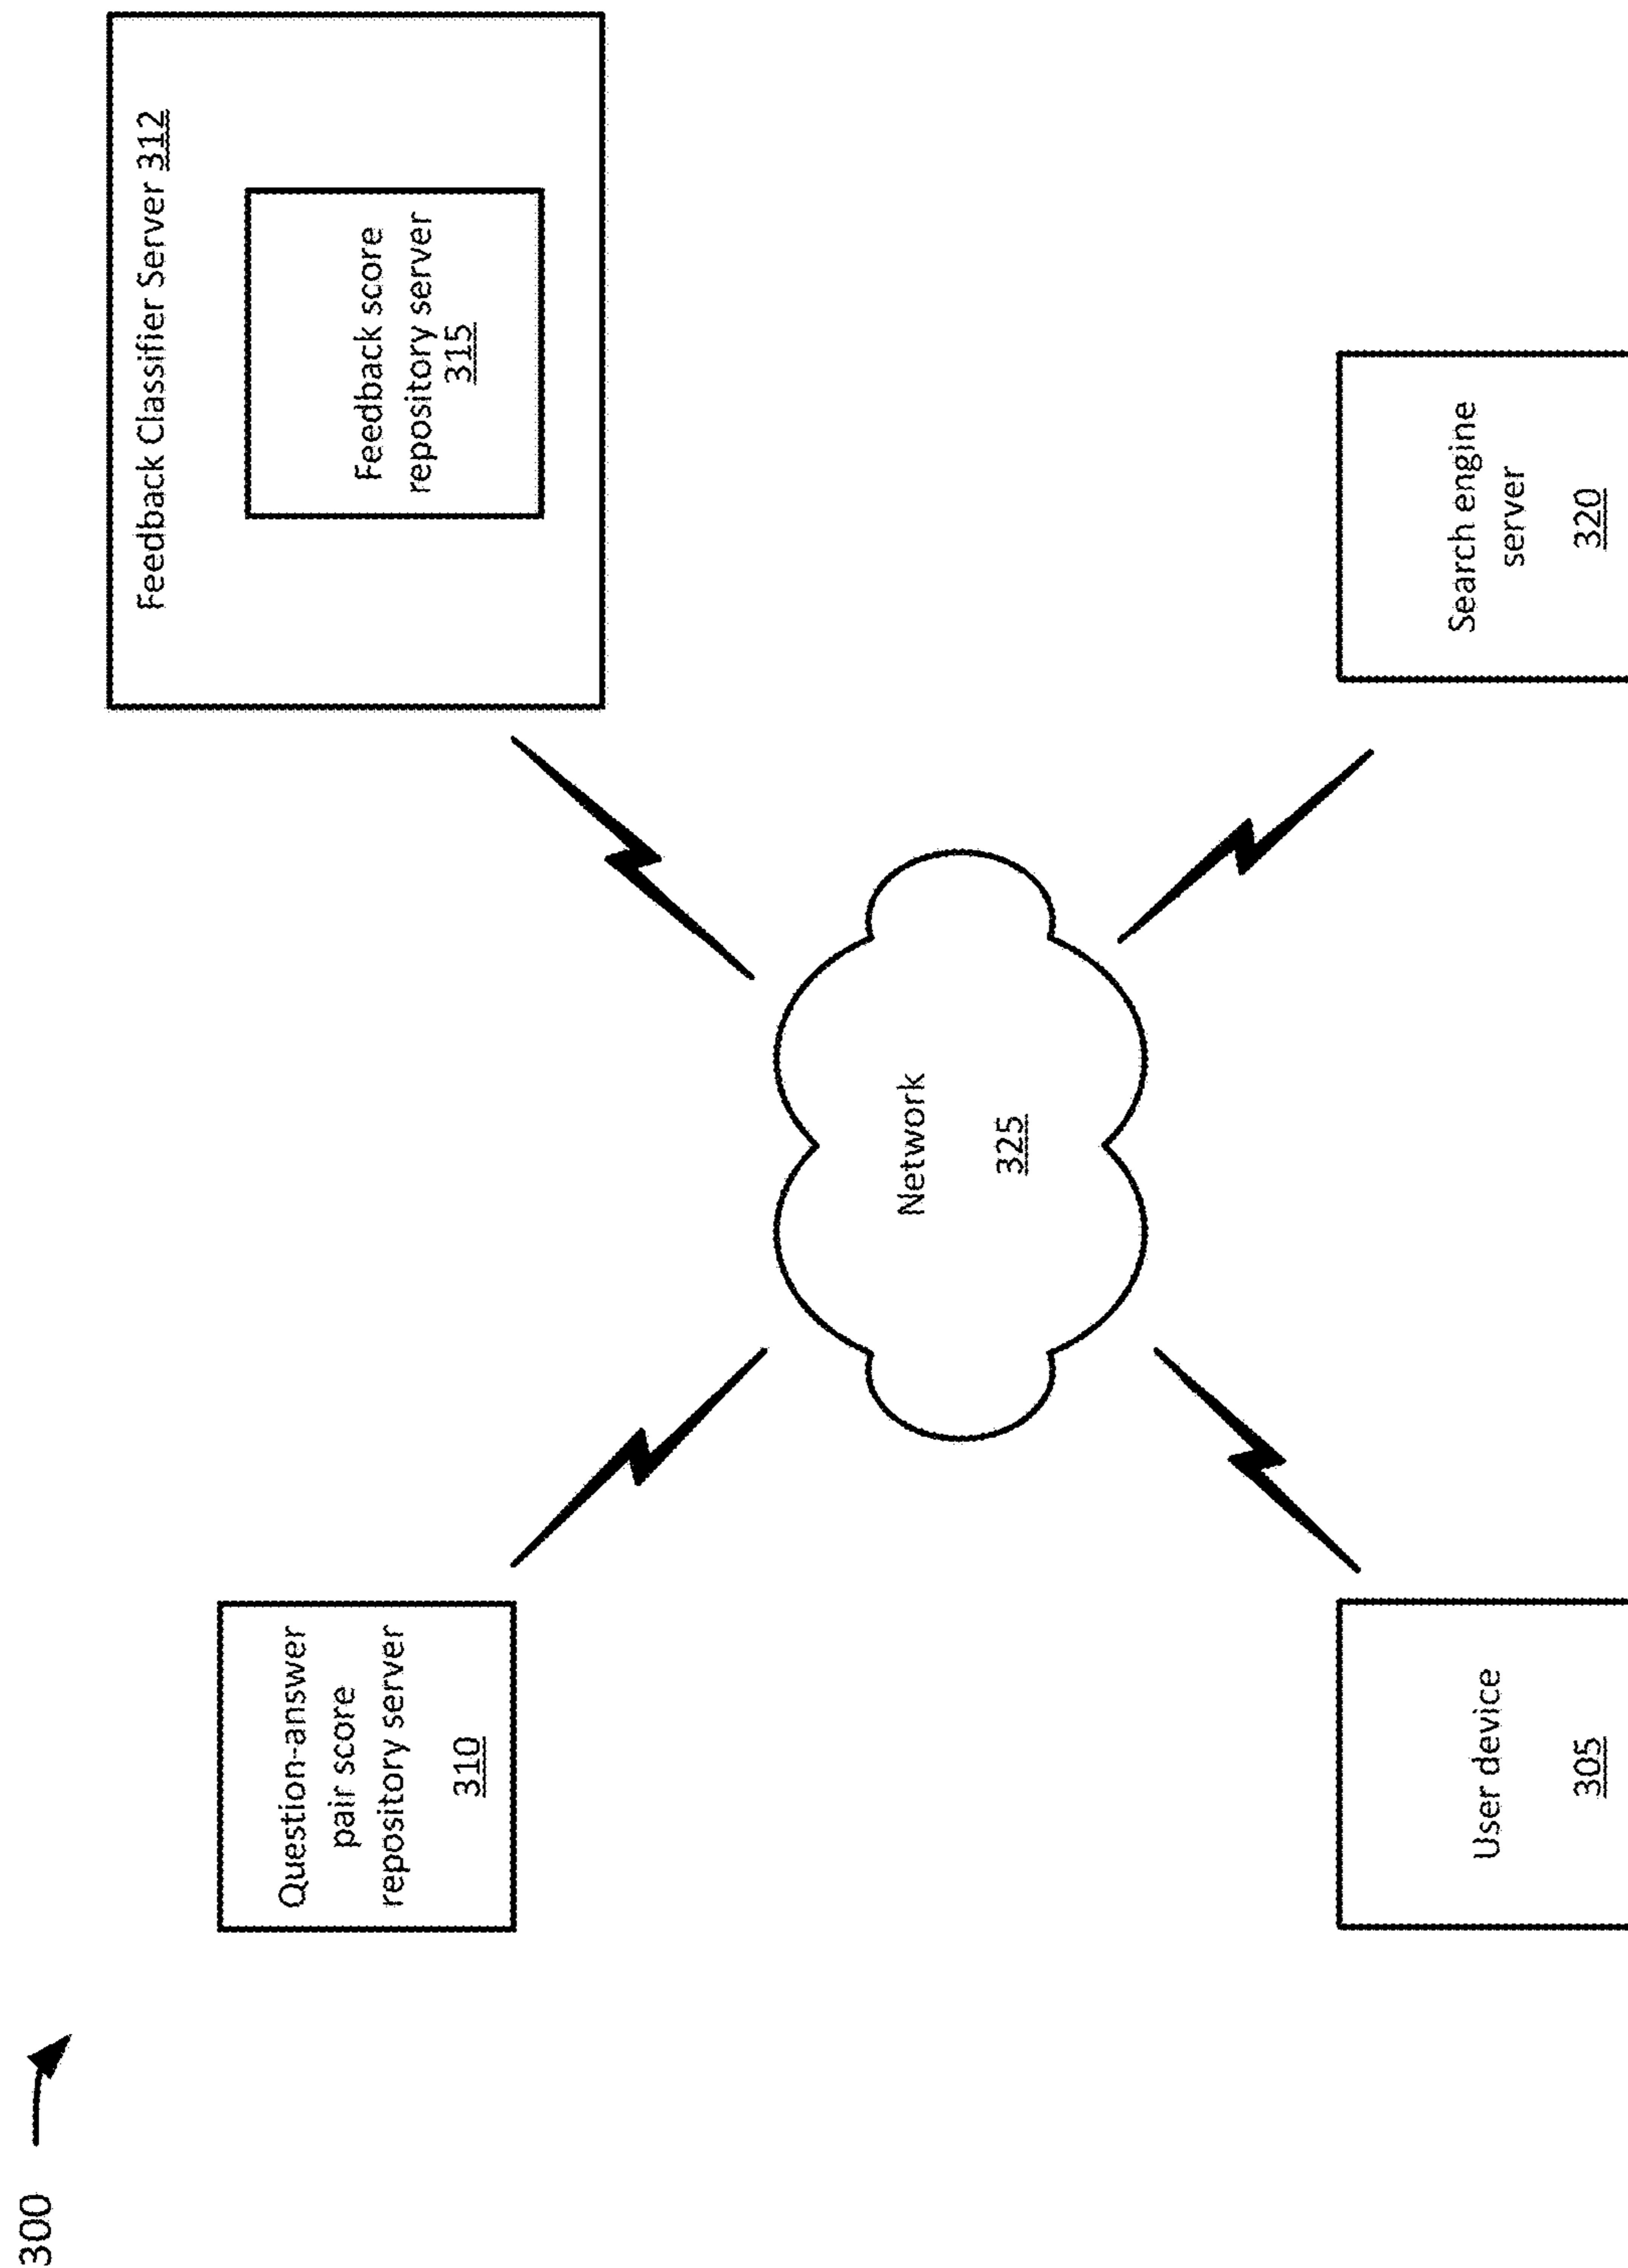 300
Question-answer
pair score
repository server
310
Feedback Classifier Server 312
Feedback score
repository server
315
Network
325
User device
305
Search engine
server
320